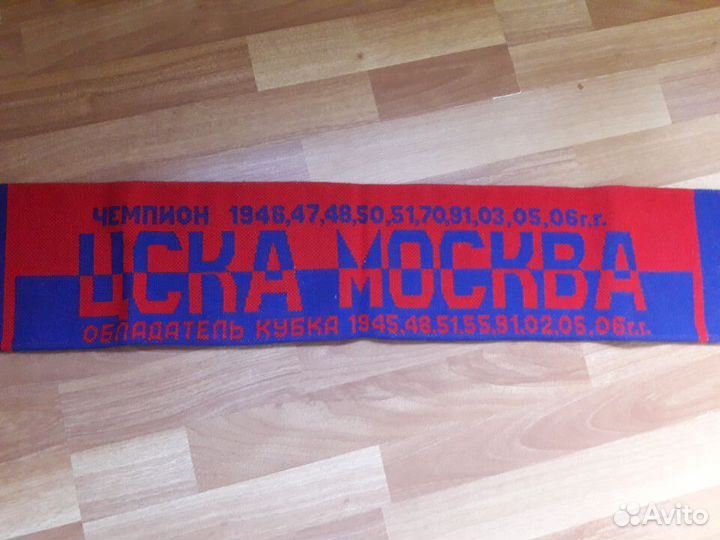 ЧЕМПИОН 1946,47,48,50,51,70,91,03,05,06г.г.
ЦСКА МОСКВА
ОБЛАДАТЕЛЬ КУБКА 1945,48,51,55,91,02,05,06г.г.
Avito